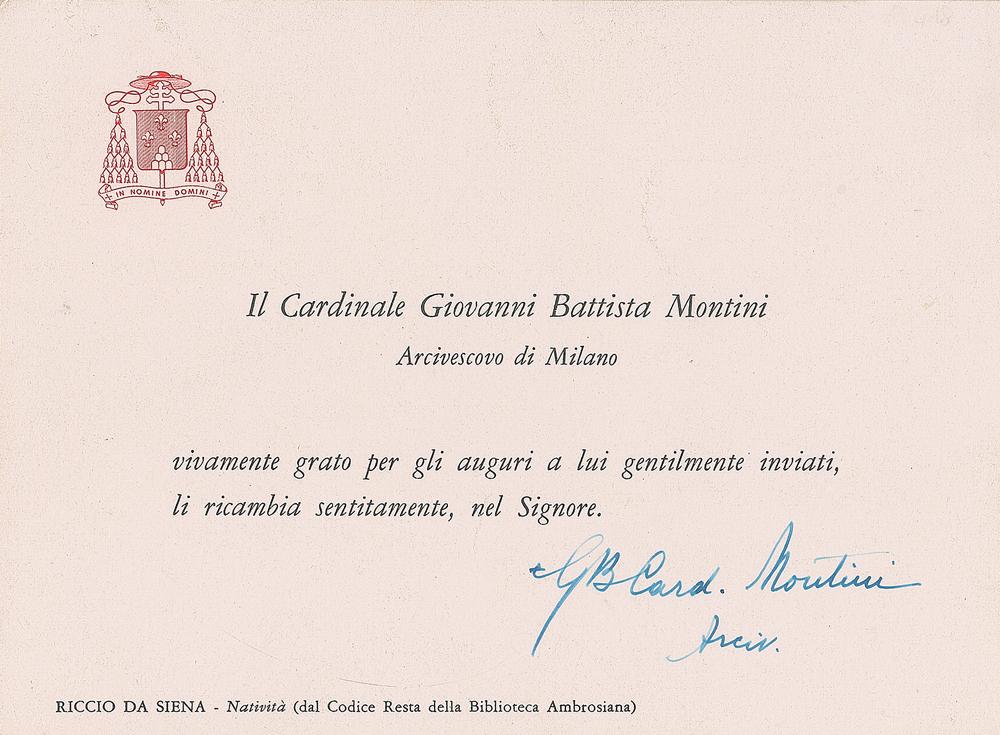 IN NOMINE DOMINI
Il Cardinale Giovanni Battista Montini
Arcivescovo di Milano
vivamente grato per gli auguri a lui gentilmente inviati,
li ricambia sentitamente, nel Signore.
+ GB Card. Montini
Arciv.
RICCIO DA SIENA - Natività (dal Codice Resta della Biblioteca Ambrosiana)